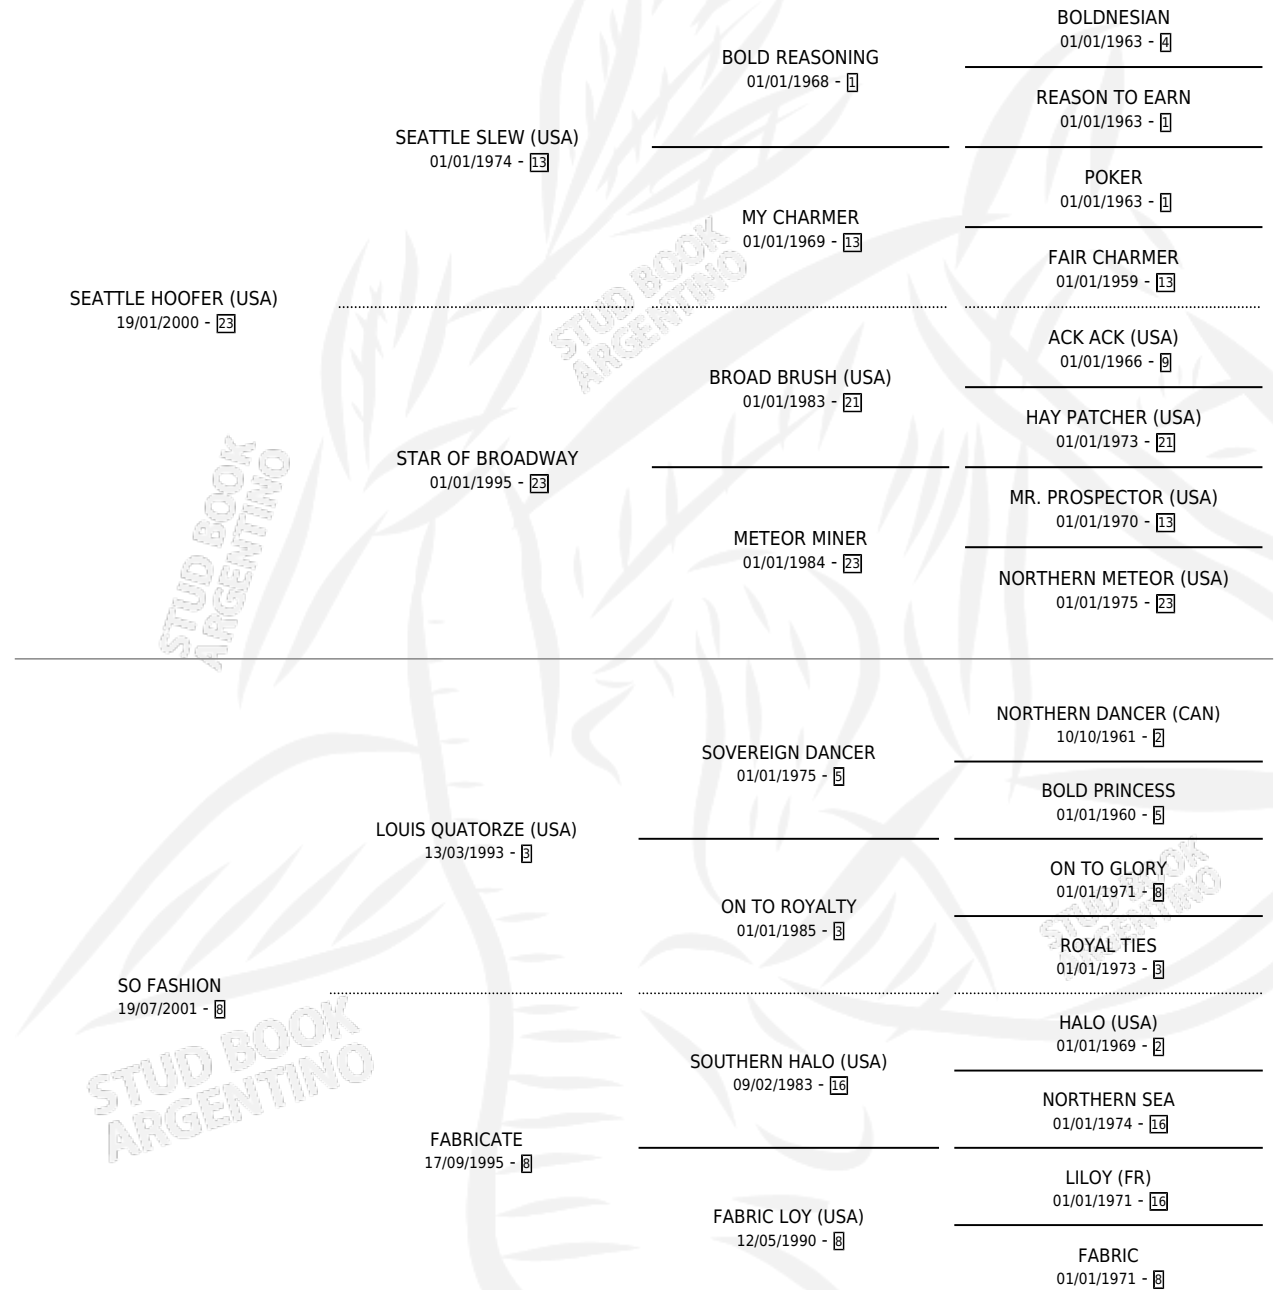 BOLDNESIAN
01/01/1963 - 4
BOLD REASONING
01/01/1968 - 1
REASON TO EARN
01/01/1963 - 1
SEATTLE SLEW (USA)
01/01/1974 - 13
POKER
01/01/1963 - 1
MY CHARMER
01/01/1969 - 13
FAIR CHARMER
01/01/1959 - 13
SEATTLE HOOFER (USA)
19/01/2000 - 23
STUD BOOK
ARGENTINO
ACK ACK (USA)
01/01/1966 - 9
BROAD BRUSH (USA)
01/01/1983 - 21
HAY PATCHER (USA)
01/01/1973 - 21
STAR OF BROADWAY
01/01/1995 - 23
MR. PROSPECTOR (USA)
01/01/1970 - 13
METEOR MINER
01/01/1984 - 23
NORTHERN METEOR (USA)
01/01/1975 - 23
STUD BOOK
ARGENTINO
NORTHERN DANCER (CAN)
10/10/1961 - 2
SOVEREIGN DANCER
01/01/1975 - 5
BOLD PRINCESS
01/01/1960 - 5
LOUIS QUATORZE (USA)
13/03/1993 - 3
ON TO GLORY
01/01/1971 - 8
ON TO ROYALTY
01/01/1985 - 3
STUD BOOK
ARGENTINO
ROYAL TIES
01/01/1973 - 3
SO FASHION
19/07/2001 - 8
STUD BOOK
ARGENTINO
HALO (USA)
01/01/1969 - 2
SOUTHERN HALO (USA)
09/02/1983 - 16
NORTHERN SEA
01/01/1974 - 16
FABRICATE
17/09/1995 - 8
LILOY (FR)
01/01/1971 - 16
FABRIC LOY (USA)
12/05/1990 - 8
FABRIC
01/01/1971 - 8